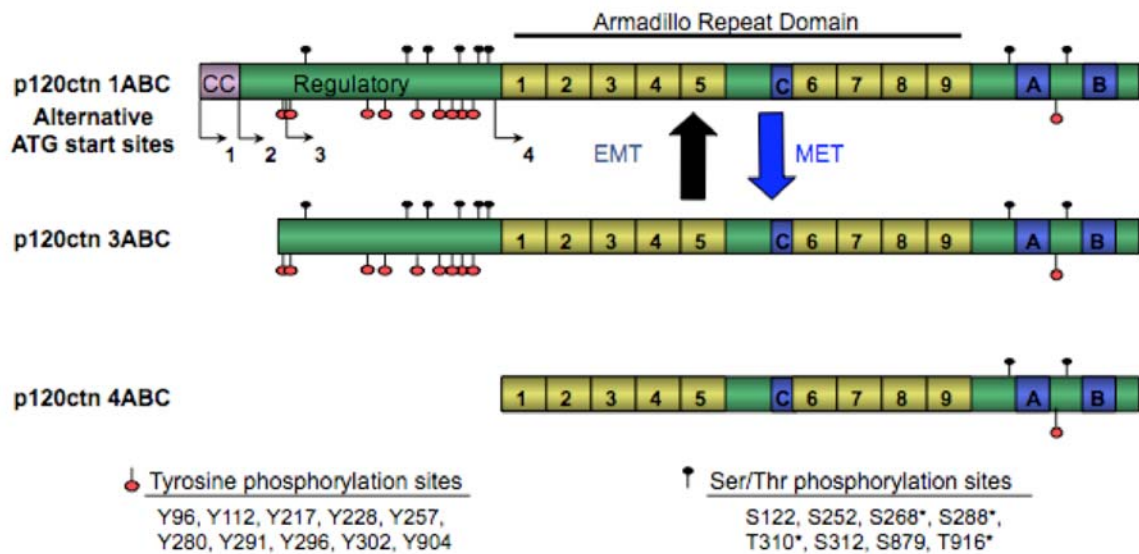 Armadillo Repeat Domain
p120ctn 1ABC
CC Regulatory 1 2 3 4 5 C 6 7 8 9 A B
Alternative
ATG start sites
1 2 3 4
EMT MET
p120ctn 3ABC
1 2 3 4 5 C 6 7 8 9 A B
p120ctn 4ABC
1 2 3 4 5 C 6 7 8 9 A B
Tyrosine phosphorylation sites
Y96, Y112, Y217, Y228, Y257,
Y280, Y291, Y296, Y302, Y904
Ser/Thr phosphorylation sites
S122, S252, S268*, S288*,
T310*, S312, S879, T916*